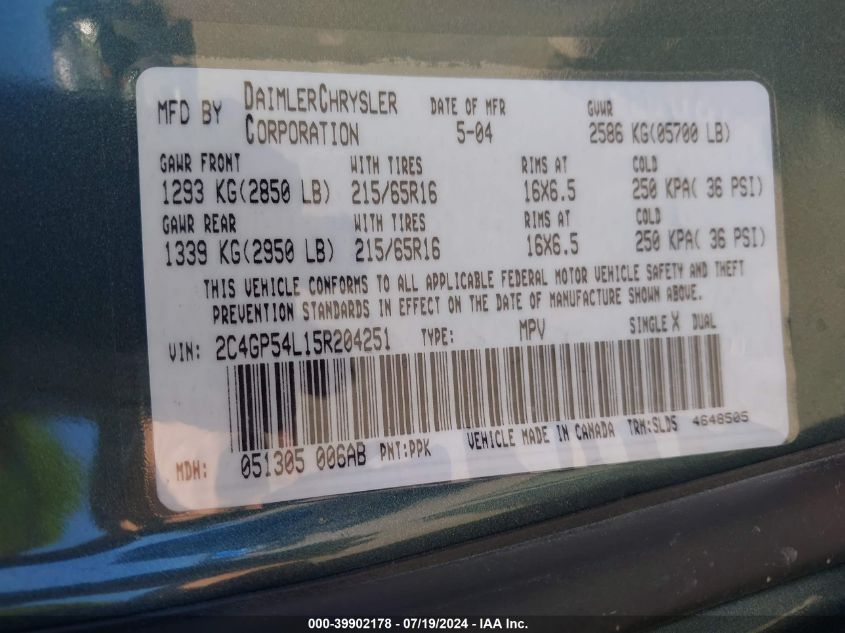 MFD BY DAIMLERCHRYSLER CORPORATION DATE OF MFR 5-04 GVWR 2586 KG(05700 LB)
GAWR FRONT WITH TIRES RIMS AT COLD
1293 KG(2850 LB) 215/65R16 16X6.5 250 KPA( 36 PSI)
GAWR REAR WITH TIRES RIMS AT COLD
1339 KG(2950 LB) 215/65R16 16X6.5 250 KPA( 36 PSI)
THIS VEHICLE CONFORMS TO ALL APPLICABLE FEDERAL MOTOR VEHICLE SAFETY AND THEFT
PREVENTION STANDARDS IN EFFECT ON THE DATE OF MANUFACTURE SHOWN ABOVE.
VIN: 2C4GP54L15R204251 TYPE: MPV SINGLE X DUAL
MDH: 051305 006AB PNT:PPK VEHICLE MADE IN CANADA TRM:SLDS 4648505
000-39902178 - 07/19/2024 - IAA Inc.